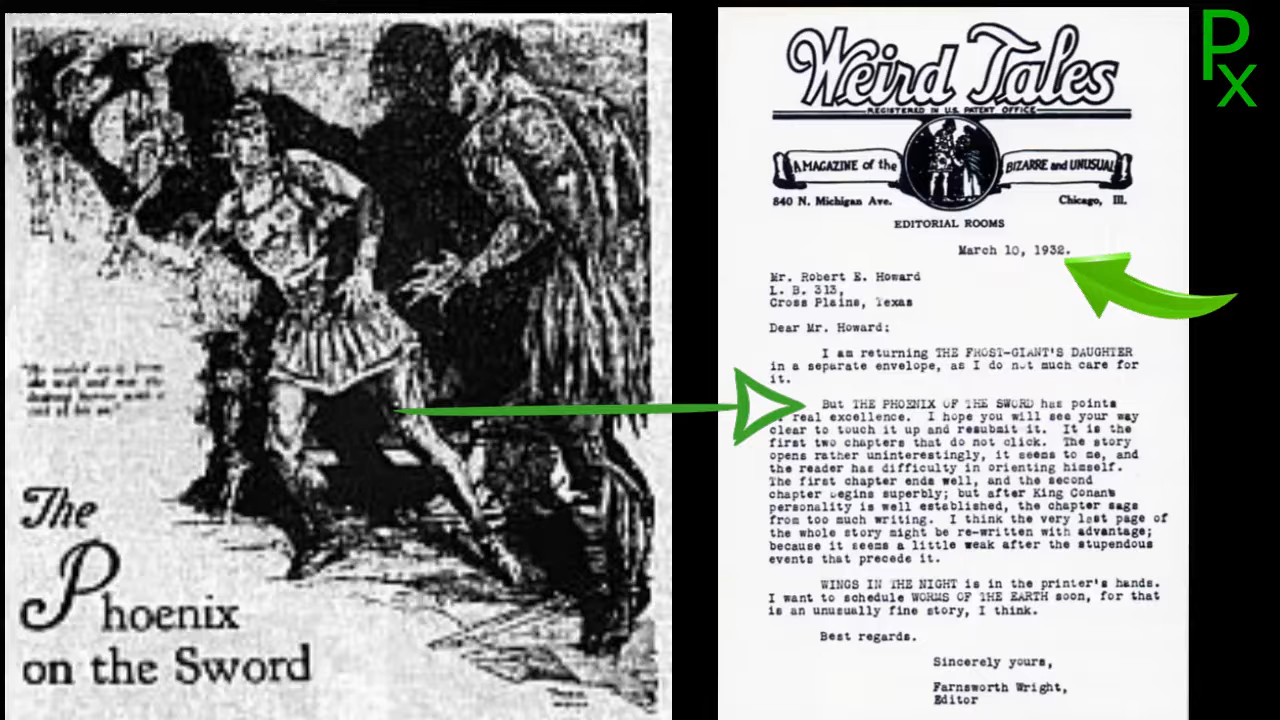 The
Phoenix
on the Sword
Weird Tales
REGISTERED IN U.S. PATENT OFFICE
A MAGAZINE of the BIZARRE and UNUSUAL
840 N. Michigan Ave. Chicago, Ill.
EDITORIAL ROOMS
March 10, 1932.
Mr. Robert E. Howard
L. B. 313,
Cross Plains, Texas
Dear Mr. Howard:
I am returning THE FROST-GIANT'S DAUGHTER
in a separate envelope, as I do not much care for
it.
But THE PHOENIX OF THE SWORD has points
real excellence. I hope you will see your way
clear to touch it up and resubmit it. It is the
first two chapters that do not click. The story
opens rather uninterestingly, it seems to me, and
the reader has difficulty in orienting himself.
The first chapter ends well, and the second
chapter begins superbly; but after King Conan's
personality is well established, the chapter sags
from too much writing. I think the very last page of
the whole story might be re-written with advantage;
because it seems a little weak after the stupendous
events that precede it.
WINGS IN THE NIGHT is in the printer's hands.
I want to schedule WORMS OF THE EARTH soon, for that
is an unusually fine story, I think.
Best regards.
Sincerely yours,
Farnsworth Wright,
Editor
Px